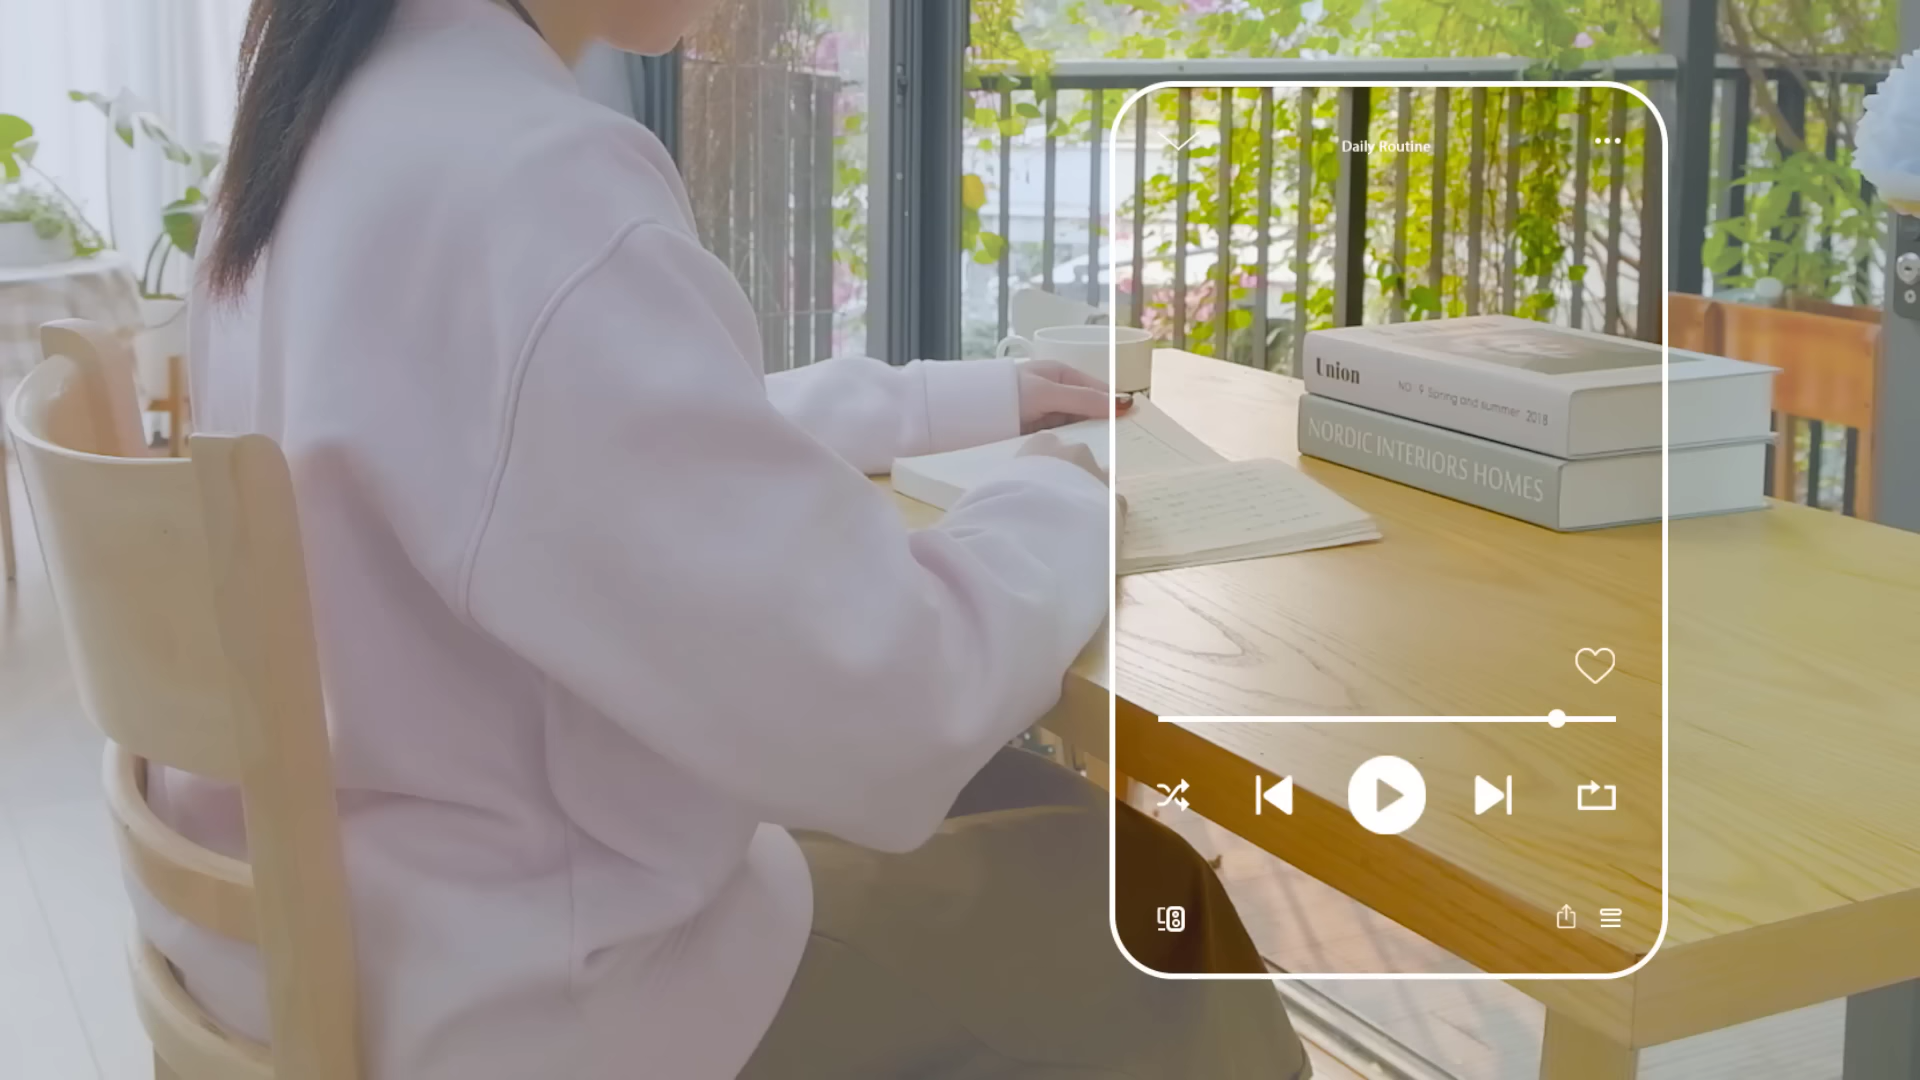 Daily Routine
Union
NO 9 Spring and summer 2018
NORDIC INTERIORS HOMES